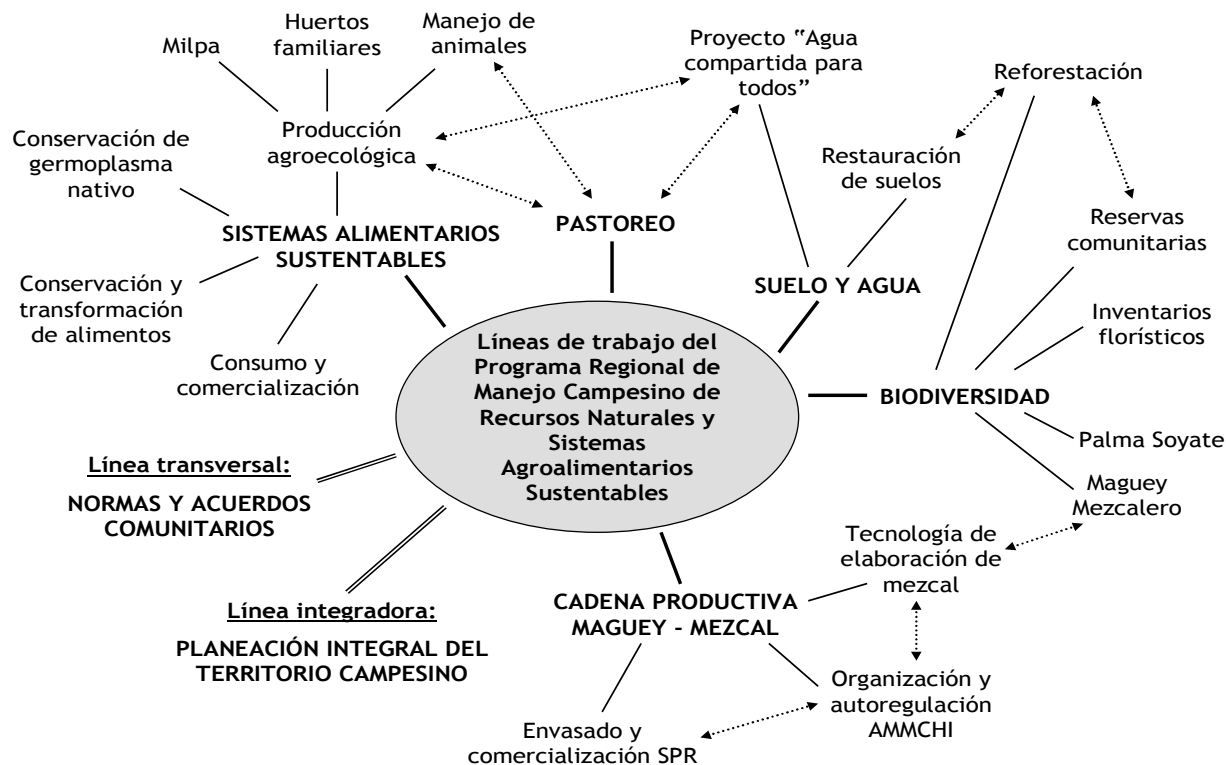 Milpa
Huertos
familiares
Manejo de
animales
Proyecto “Agua
compartida para
todos”
Reforestación
Conservación de
germoplasma
nativo
Producción
agroecológica
Restauración
de suelos
Reservas
comunitarias
SISTEMAS ALIMENTARIOS
SUSTENTABLES
PASTOREO
SUELO Y AGUA
Conservación y
transformación
de alimentos
Consumo y
comercialización
Inventarios
florísticos
Líneas de trabajo del
Programa Regional de
Manejo Campesino de
Recursos Naturales y
Sistemas
Agroalimentarios
Sustentables
BIODIVERSIDAD
Palma Soyate
Maguey
Mezcalero
Línea transversal:
NORMAS Y ACUERDOS
COMUNITARIOS
Línea integradora:
PLANEACIÓN INTEGRAL DEL
TERRITORIO CAMPESINO
CADENA PRODUCTIVA
MAGUEY - MEZCAL
Tecnología de
elaboración de
mezcal
Organización y
autoregulación
AMMCHI
Envasado y
comercialización SPR